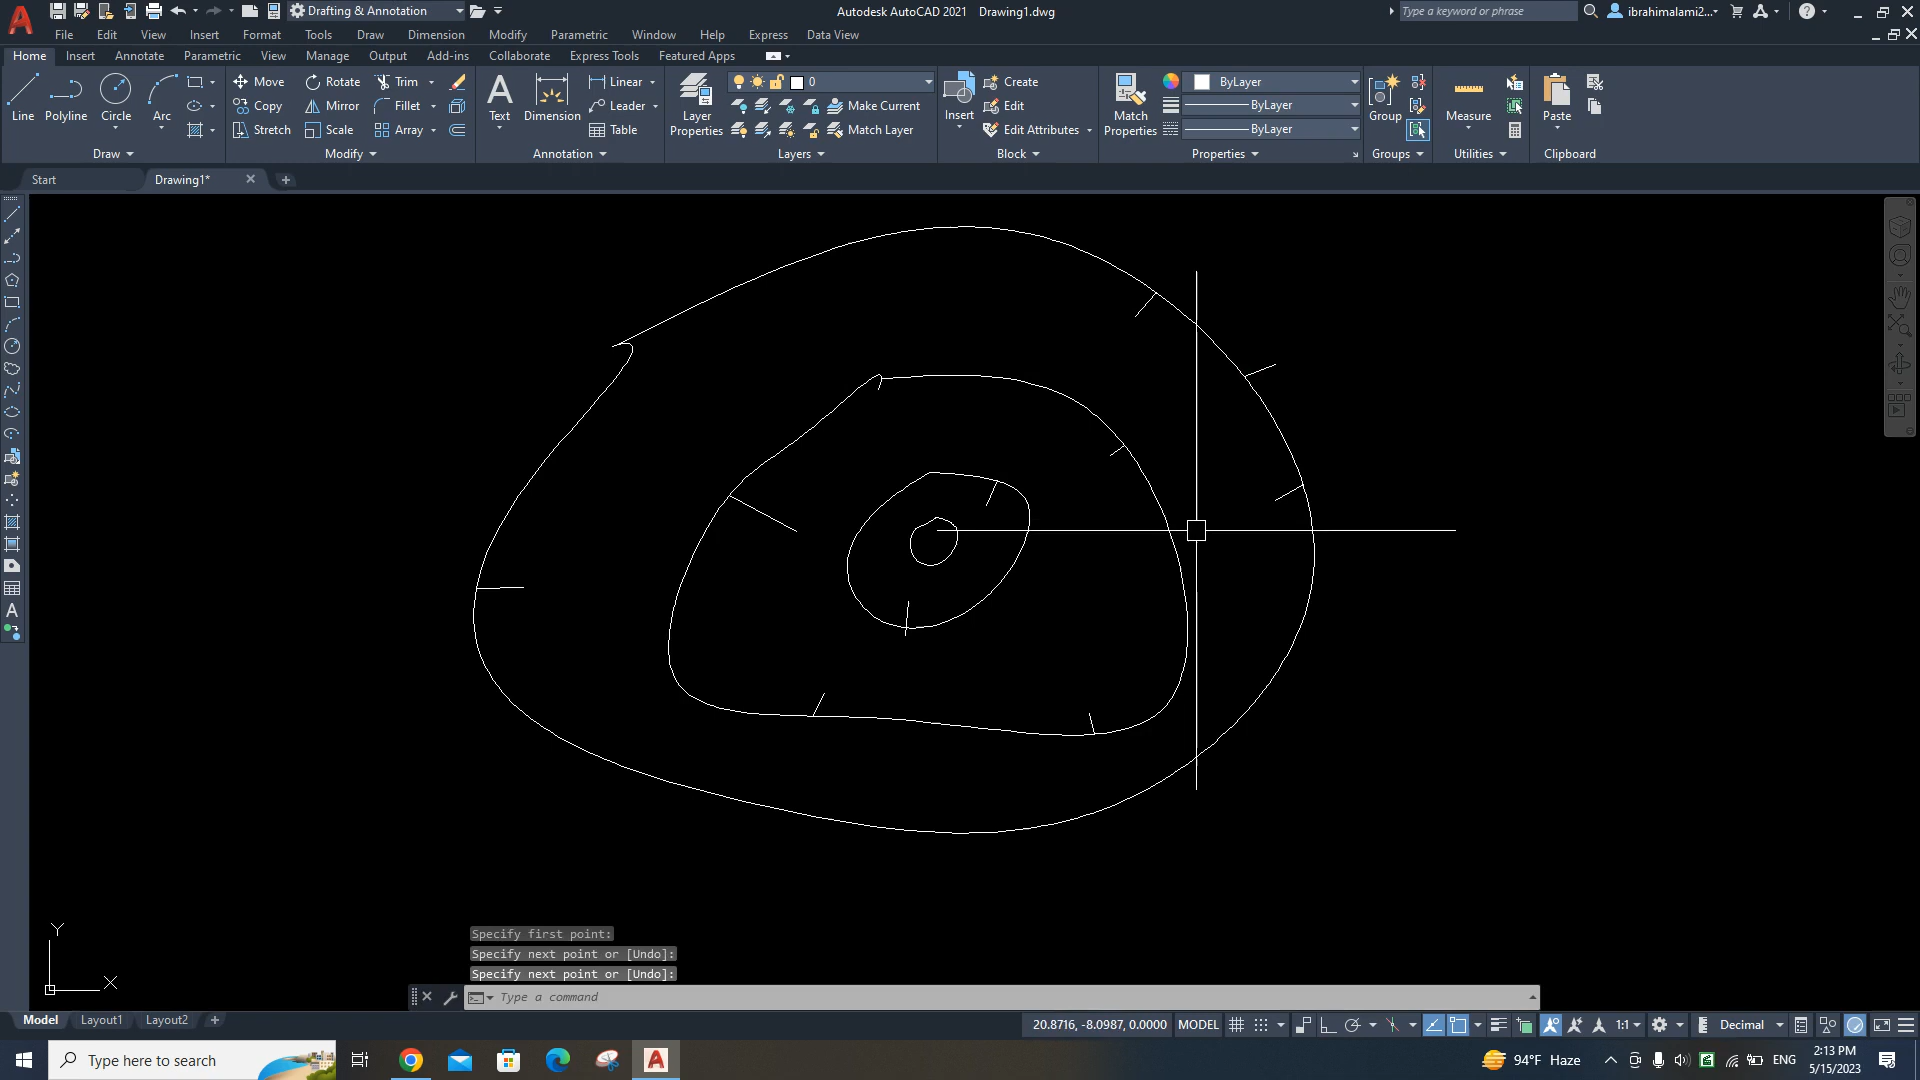 Drafting & Annotation
Autodesk AutoCAD 2021 Drawing1.dwg
Type a keyword or phrase
ibrahimalami2...
File Edit View Insert Format Tools Draw Dimension Modify Parametric Window Help Express Data View
Home Insert Annotate Parametric View Manage Output Add-ins Collaborate Express Tools Featured Apps
Line Polyline Circle Arc
Move Rotate Trim
Copy Mirror Fillet
Stretch Scale Array
Text Dimension
Linear
Leader
Table
Layer Properties
0
Make Current
Match Layer
Insert
Create
Edit
Edit Attributes
Match Properties
ByLayer
ByLayer
ByLayer
Group
Measure
Paste
Draw Modify Annotation Layers Block Properties Groups Utilities Clipboard
Start Drawing1*
Y
X
Specify first point:
Specify next point or [Undo]:
Specify next point or [Undo]:
Type a command
Model Layout1 Layout2
20.8716, -8.0987, 0.0000 MODEL 1:1 Decimal
Type here to search
94°F Haze
ENG
2:13 PM
5/15/2023